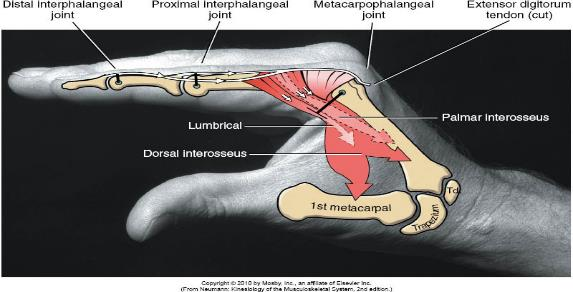 Distal interphalangeal
joint
Proximal interphalangeal
joint
Metacarpophalangeal
joint
Extensor digitorum
tendon (cut)
Lumbrical
Palmar interosseus
Dorsal interosseus
1st metacarpal
Trapezium
Td
Copyright © 2010 by Mosby, Inc., an affiliate of Elsevier Inc.
(From Neumann: Kinesiology of the Musculoskeletal System, 2nd edition.)